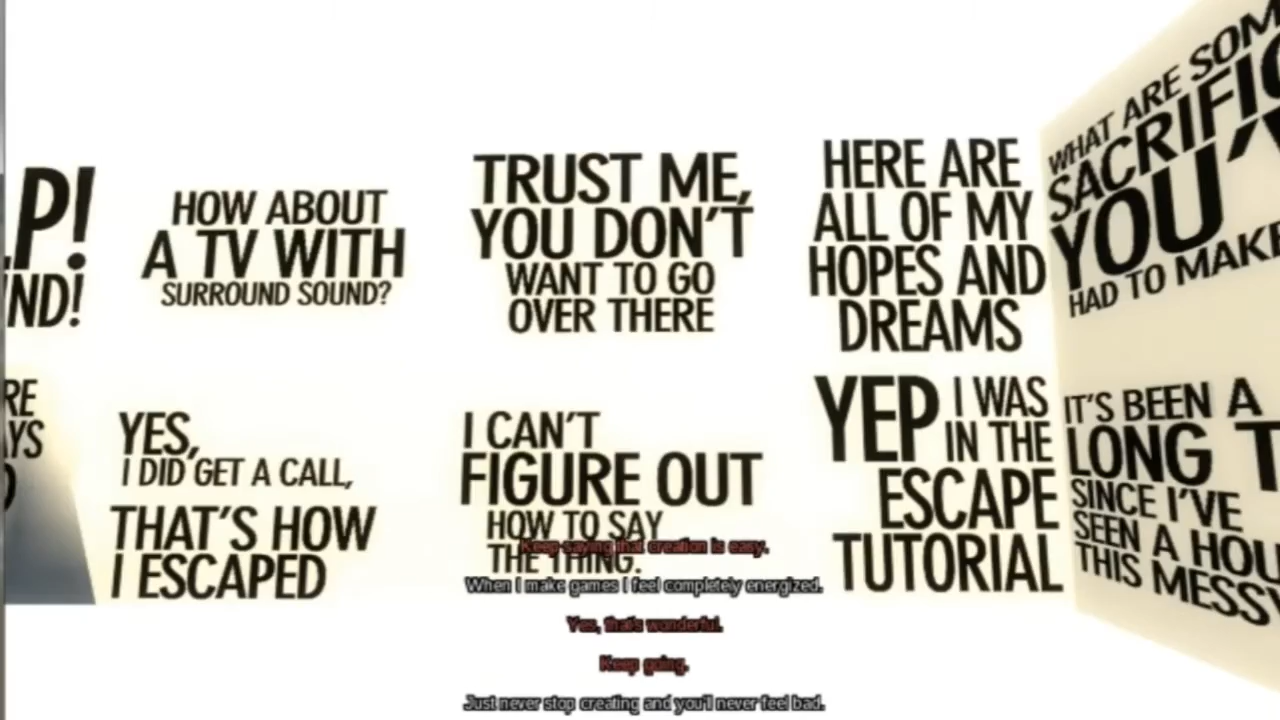 P!
ND!
HOW ABOUT
A TV WITH
SURROUND SOUND?
TRUST ME,
YOU DON'T
WANT TO GO
OVER THERE
HERE ARE
ALL OF MY
HOPES AND
DREAMS
WHAT ARE
SACRIFIC
YOU'V
HAD TO MAKE
RE
YS
YES,
I DID GET A CALL,
THAT'S HOW
I ESCAPED
I CAN'T
FIGURE OUT
HOW TO SAY
THE THING.
YEP I WAS
IN THE
ESCAPE
TUTORIAL
IT'S BEEN A
LONG T
SINCE I'VE
SEEN A HOU
THIS MESSY
Keep saying that creation is easy.
When I make games I feel completely energized.
Yes, that's wonderful.
Keep going.
Just never stop creating and you'll never feel bad.